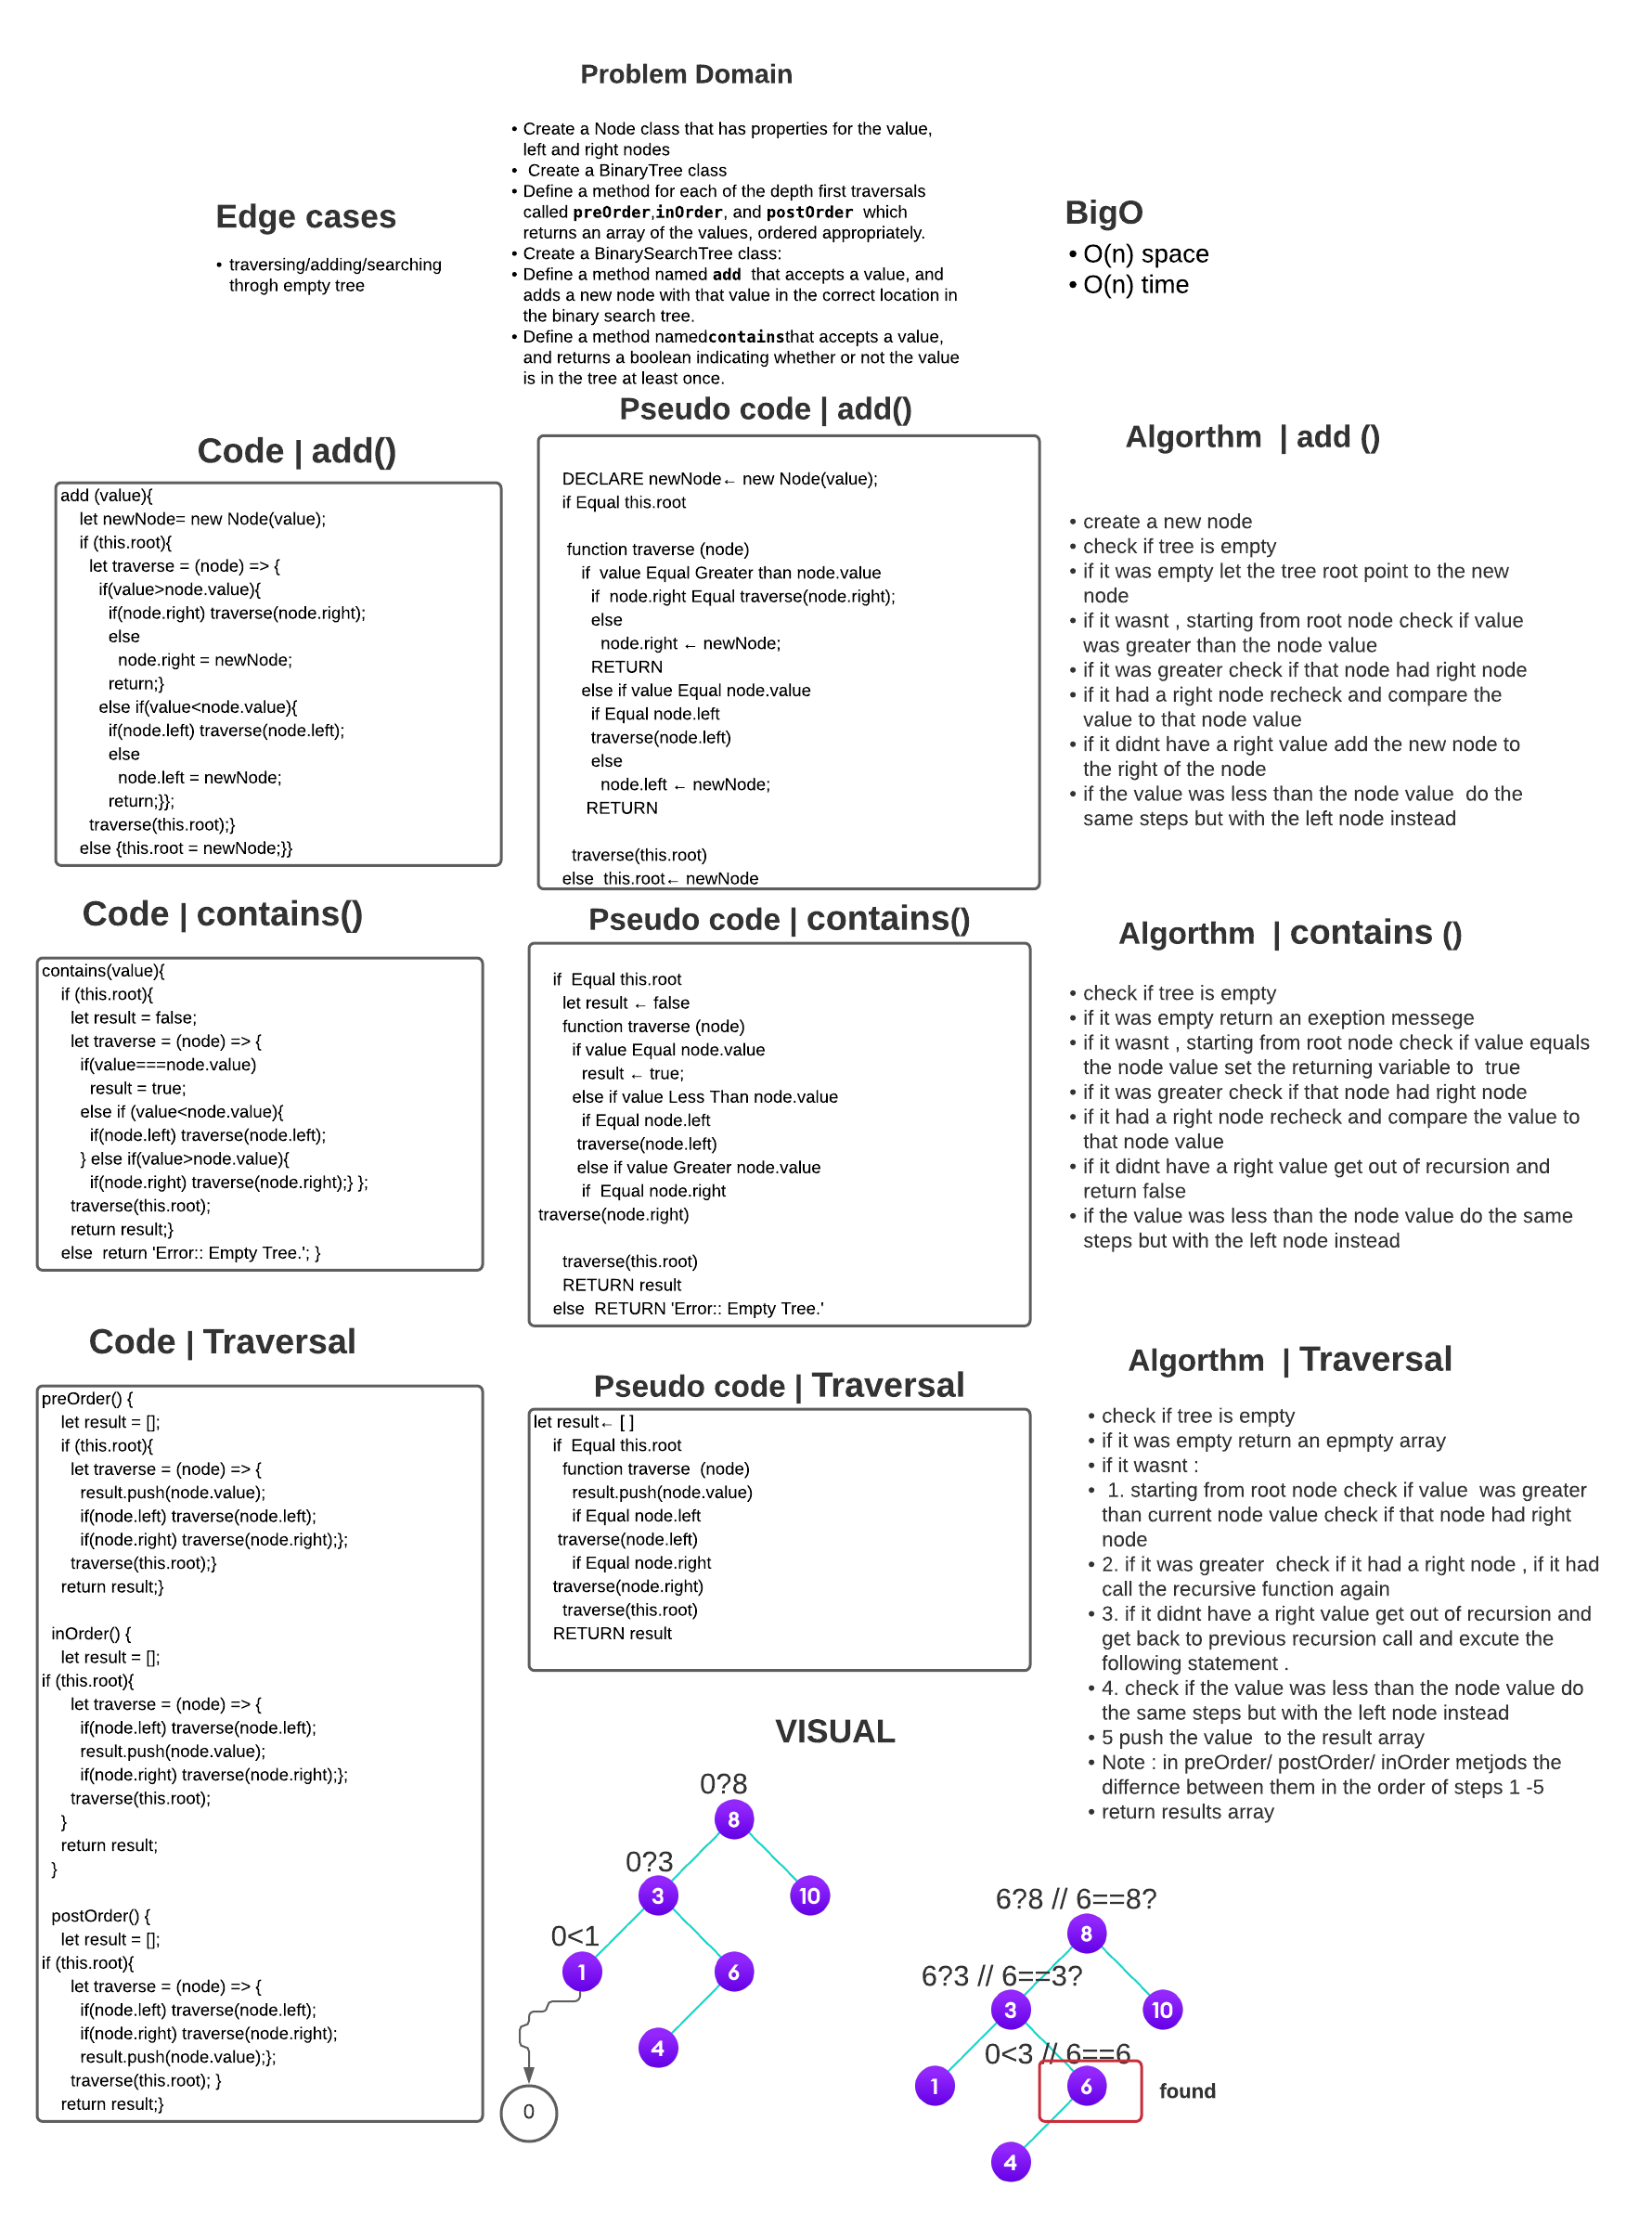 Problem Domain
• Create a Node class that has properties for the value,
left and right nodes
• Create a BinaryTree class
• Define a method for each of the depth first traversals
called preOrder,inOrder, and postOrder which
returns an array of the values, ordered appropriately.
• Create a BinarySearchTree class:
• Define a method named add that accepts a value, and
adds a new node with that value in the correct location in
the binary search tree.
• Define a method namedcontainsthat accepts a value,
and returns a boolean indicating whether or not the value
is in the tree at least once.
Edge cases
• traversing/adding/searching
throgh empty tree
BigO
• O(n) space
• O(n) time
Code | add()
add (value){
let newNode= new Node(value);
if (this.root){
let traverse = (node) => {
if(value>node.value){
if(node.right) traverse(node.right);
else
node.right = newNode;
return;}
else if(value<node.value){
if(node.left) traverse(node.left);
else
node.left = newNode;
return;}};
traverse(this.root);}
else {this.root = newNode;}}
Pseudo code | add()
DECLARE newNode← new Node(value);
if Equal this.root
function traverse (node)
if value Equal Greater than node.value
if node.right Equal traverse(node.right);
else
node.right ← newNode;
RETURN
else if value Equal node.value
if Equal node.left
traverse(node.left)
else
node.left ← newNode;
RETURN
traverse(this.root)
else this.root← newNode
Algorthm | add ()
• create a new node
• check if tree is empty
• if it was empty let the tree root point to the new
node
• if it wasnt , starting from root node check if value
was greater than the node value
• if it was greater check if that node had right node
• if it had a right node recheck and compare the
value to that node value
• if it didnt have a right value add the new node to
the right of the node
• if the value was less than the node value do the
same steps but with the left node instead
Code | contains()
contains(value){
if (this.root){
let result = false;
let traverse = (node) => {
if(value===node.value)
result = true;
else if (value<node.value){
if(node.left) traverse(node.left);
} else if(value>node.value){
if(node.right) traverse(node.right);} };
traverse(this.root);
return result;}
else return 'Error:: Empty Tree.'; }
Pseudo code | contains()
if Equal this.root
let result ← false
function traverse (node)
if value Equal node.value
result ← true;
else if value Less Than node.value
if Equal node.left
traverse(node.left)
else if value Greater node.value
if Equal node.right
traverse(node.right)
traverse(this.root)
RETURN result
else RETURN 'Error:: Empty Tree.'
Algorthm | contains ()
• check if tree is empty
• if it was empty return an exeption messege
• if it wasnt , starting from root node check if value equals
the node value set the returning variable to true
• if it was greater check if that node had right node
• if it had a right node recheck and compare the value to
that node value
• if it didnt have a right value get out of recursion and
return false
• if the value was less than the node value do the same
steps but with the left node instead
Code | Traversal
preOrder() {
let result = [];
if (this.root){
let traverse = (node) => {
result.push(node.value);
if(node.left) traverse(node.left);
if(node.right) traverse(node.right);};
traverse(this.root);}
return result;}
inOrder() {
let result = [];
if (this.root){
let traverse = (node) => {
if(node.left) traverse(node.left);
result.push(node.value);
if(node.right) traverse(node.right);};
traverse(this.root);
}
return result;
}
postOrder() {
let result = [];
if (this.root){
let traverse = (node) => {
if(node.left) traverse(node.left);
if(node.right) traverse(node.right);
result.push(node.value);};
traverse(this.root); }
return result;}
Pseudo code | Traversal
let result← [ ]
if Equal this.root
function traverse (node)
result.push(node.value)
if Equal node.left
traverse(node.left)
if Equal node.right
traverse(node.right)
traverse(this.root)
RETURN result
Algorthm | Traversal
• check if tree is empty
• if it was empty return an epmpty array
• if it wasnt :
• 1. starting from root node check if value was greater
than current node value check if that node had right
node
• 2. if it was greater check if it had a right node , if it had
call the recursive function again
• 3. if it didnt have a right value get out of recursion and
get back to previous recursion call and excute the
following statement .
• 4. check if the value was less than the node value do
the same steps but with the left node instead
• 5 push the value to the result array
• Note : in preOrder/ postOrder/ inOrder metjods the
differnce between them in the order of steps 1 -5
• return results array
VISUAL
0?8
8
0?3
3
10
0<1
1
6
4
0
6?8 // 6==8?
8
6?3 // 6==3?
3
10
0<3 // 6==6
1
6
found
4